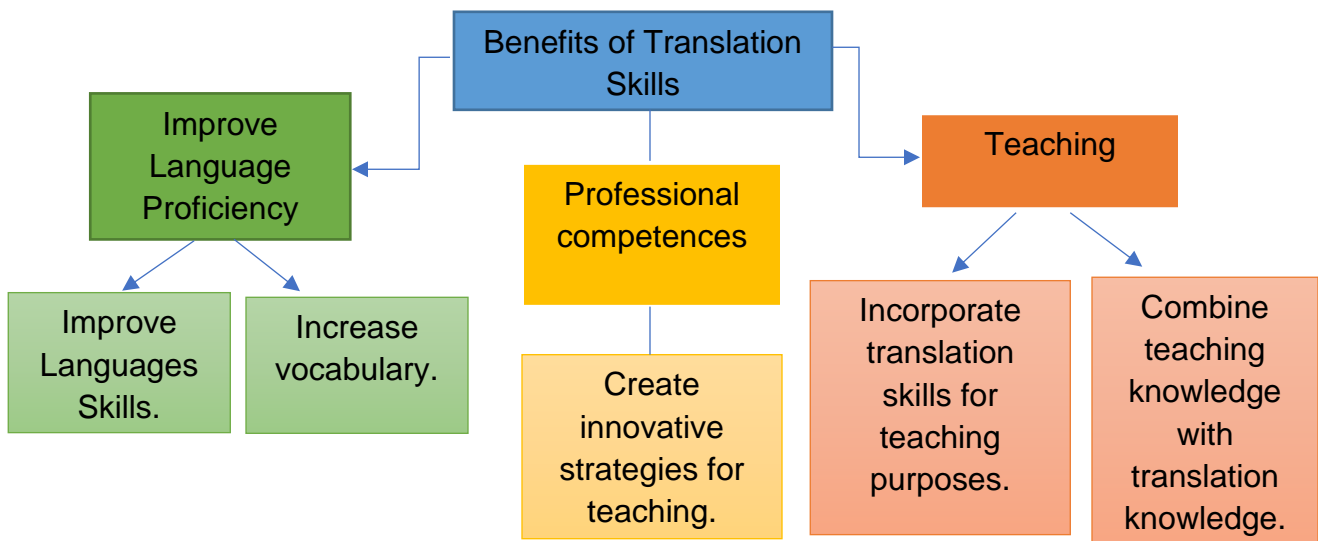 Benefits of Translation
Skills
Improve
Language
Proficiency
Professional
competences
Teaching
Improve
Languages
Skills.
Increase
vocabulary.
Create
innovative
strategies for
teaching.
Incorporate
translation
skills for
teaching
purposes.
Combine
teaching
knowledge
with
translation
knowledge.